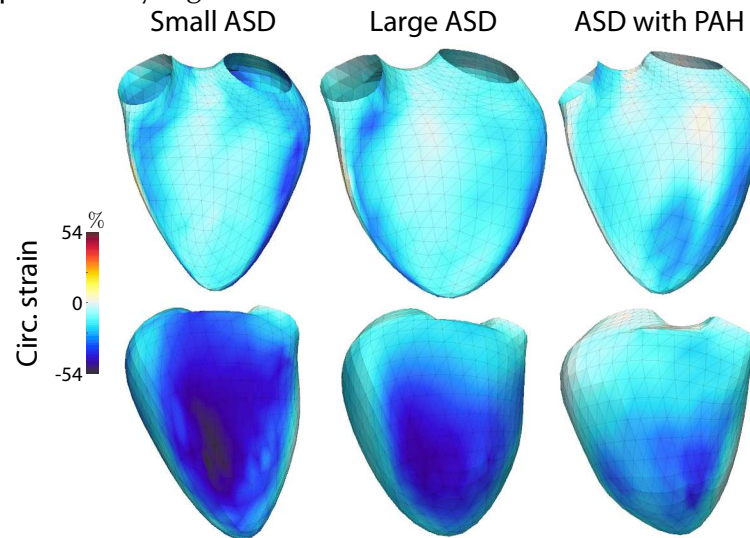 Small ASD
Large ASD
ASD with PAH
%
54
0
-54
Circ. strain